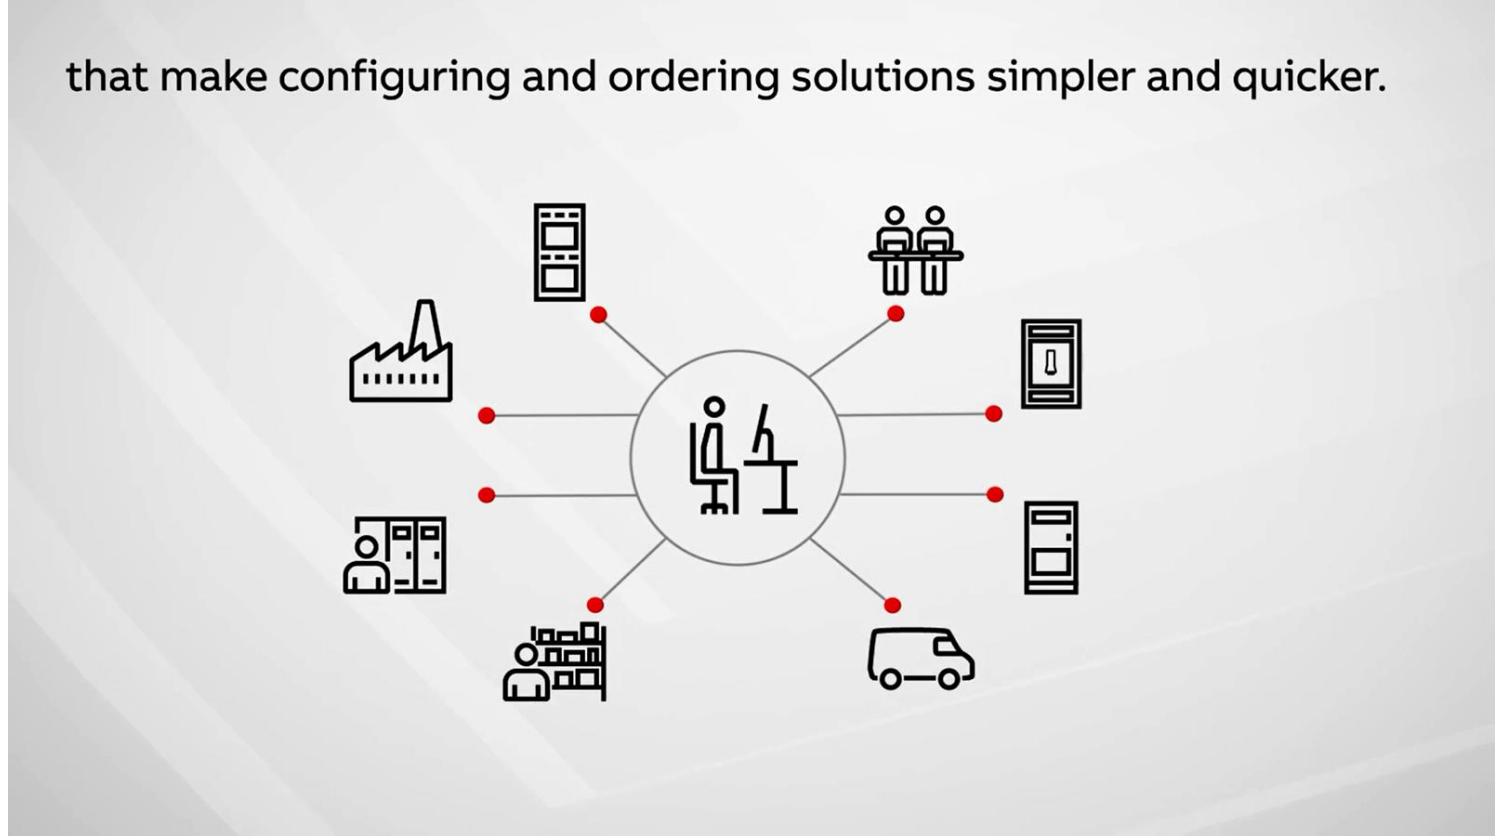 that make configuring and ordering solutions simpler and quicker.